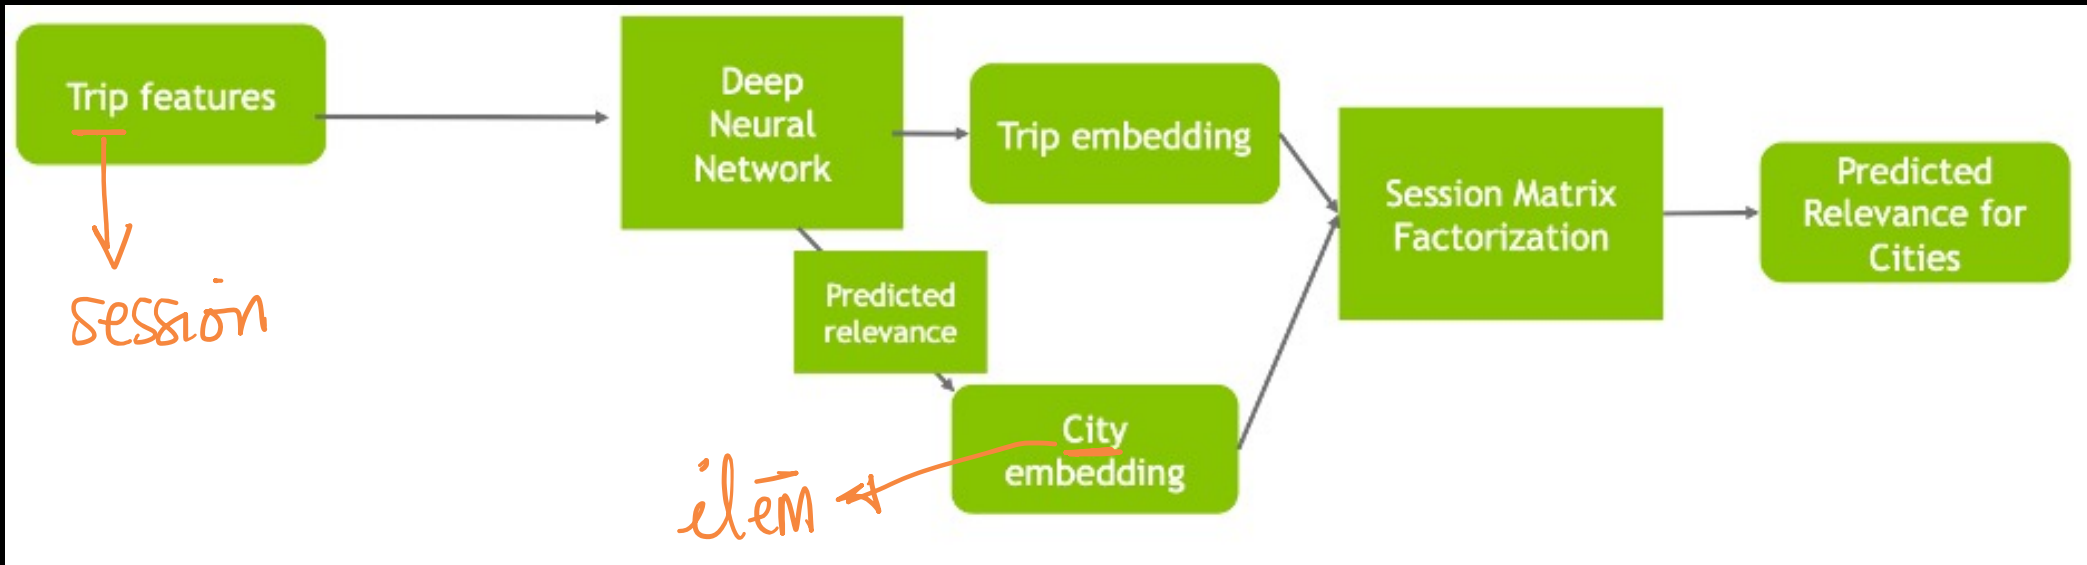 Trip features
Deep
Neural
Network
Trip embedding
Session Matrix
Factorization
Predicted
Relevance for
Cities
Predicted
relevance
City
embedding
session